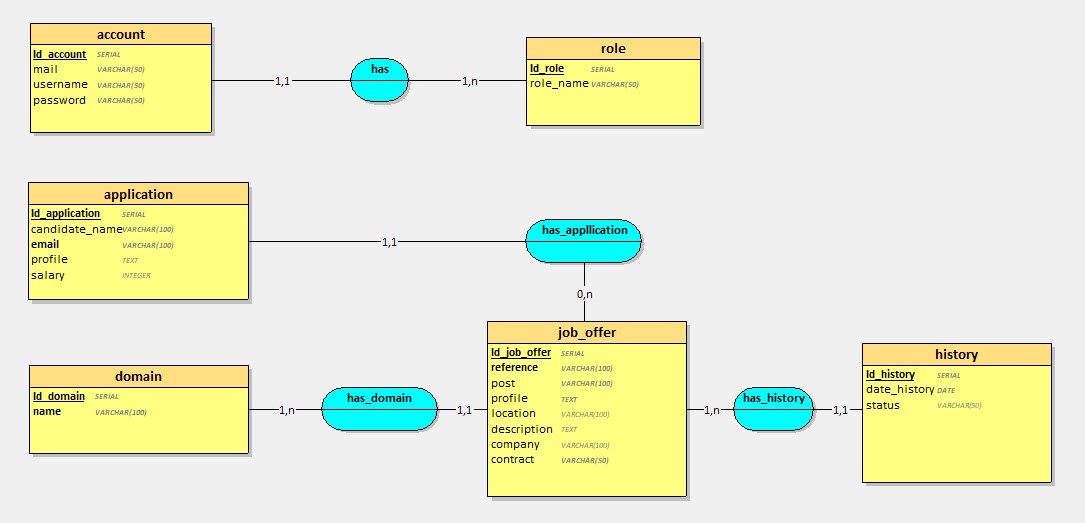 account
Id_account SERIAL
mail VARCHAR(50)
username VARCHAR(50)
password VARCHAR(50)
1,1
has
1,n
role
Id_role SERIAL
role_name VARCHAR(50)
application
Id_application SERIAL
candidate_name VARCHAR(100)
email VARCHAR(100)
profile TEXT
salary INTEGER
1,1
has_appllication
0,n
domain
Id_domain SERIAL
name VARCHAR(100)
1,n
has_domain
1,1
job_offer
Id_job_offer SERIAL
reference VARCHAR(100)
post VARCHAR(100)
profile TEXT
location VARCHAR(100)
description TEXT
company VARCHAR(100)
contract VARCHAR(50)
1,n
has_history
1,1
history
Id_history SERIAL
date_history DATE
status VARCHAR(50)